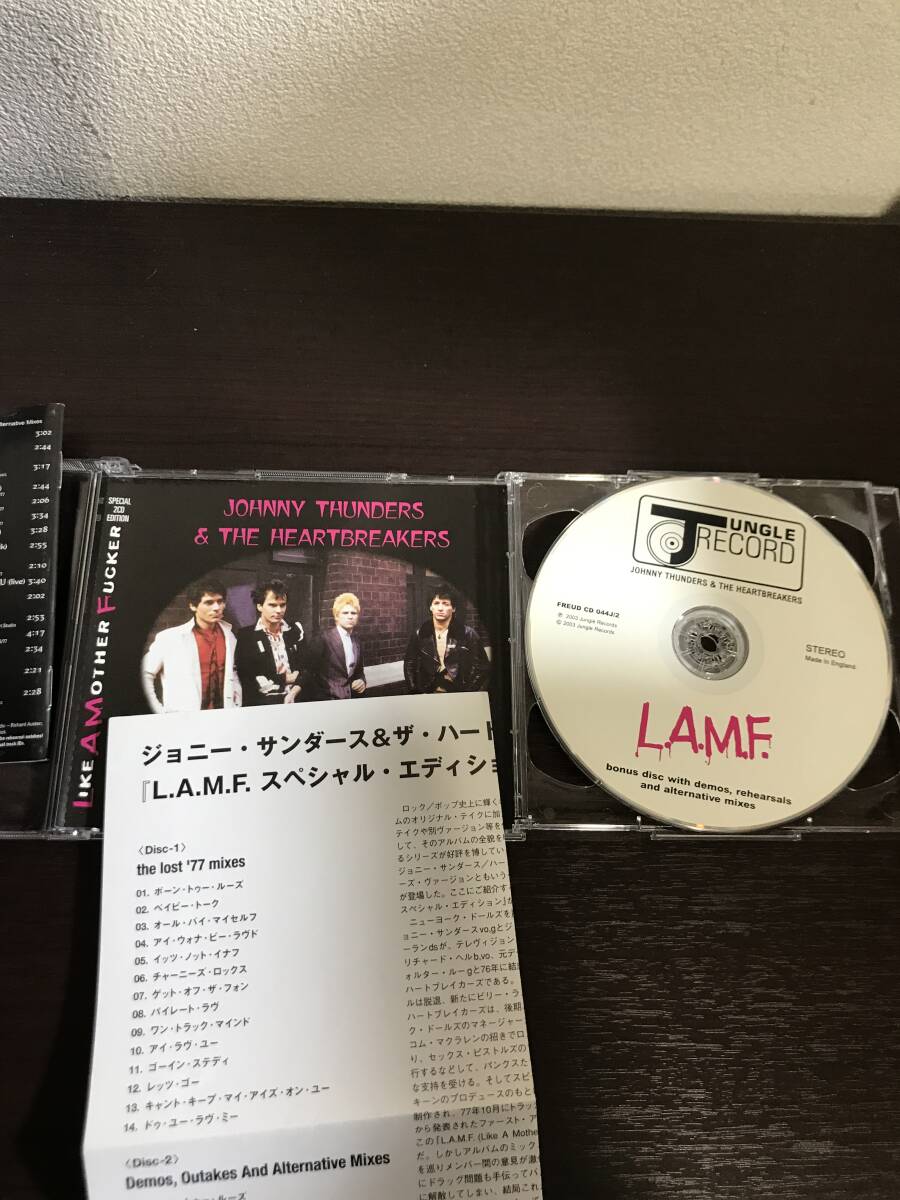 ternative Mixes
3:02
2:44
3:17
2:44
2:06
3:34
3:28
2:55
2:10
U (live) 3:40
2:02
2:53
4:17
2:34
2:21
2:28
LIKE A MOTHER FUCKER
SPECIAL
2CD
EDITION
JOHNNY THUNDERS
& THE HEARTBREAKERS
JUNGLE
RECORD
JOHNNY THUNDERS & THE HEARTBREAKERS
FREUD CD 044J/2
℗ 2003 Jungle Records
© 2003 Jungle Records
STEREO
Made in England
L.A.M.F.
bonus disc with demos, rehearsals
and alternative mixes
ジョニー・サンダース&ザ・ハート
『L.A.M.F. スペシャル・エディショ
〈Disc-1〉
the lost '77 mixes
01. ボーン・トゥー・ルーズ
02. ベイビー・トーク
03. オール・バイ・マイセルフ
04. アイ・ウォナ・ビー・ラヴド
05. イッツ・ノット・イナフ
06. チャーニーズ・ロックス
07. ゲット・オフ・ザ・フォン
08. パイレート・ラヴ
09. ワン・トラック・マインド
10. アイ・ラヴ・ユー
11. ゴーイン・ステディ
12. レッツ・ゴー
13. キャント・キープ・マイ・アイズ・オン・ユー
14. ドゥ・ユー・ラヴ・ミー
〈Disc-2〉
Demos, Outakes And Alternative Mixes
ロック/ポップ史上に輝く
ムのオリジナル・テイクに加
テイクや別ヴァージョン等を
して、そのアルバムの全貌を
るシリーズが好評を博してい
ジョニー・サンダース/ハー
ーズ・ヴァージョンともいう
が登場した。ここにご紹介す
スペシャル・エディション」が
ニューヨーク・ドールズを
ョニー・サンダースvo,gとジ
ーランdsが、テレヴィジョン
リチャード・ヘルb,vo、元デ
ォルター・ルーgと76年に結
ハートブレイカーズである。
ルは脱退、新たにビリー・ラ
ハートブレイカーズは、後期
ク・ドールズのマネージャー
コム・マクラレンの招きでロ
り、セックス・ピストルズの
行するなどして、パンクスた
な支持を受ける。そしてスピ
キーンのプロデュースのもと
制作され、77年10月にトラッ
から発表されたファースト・ア
この『L.A.M.F. (Like A Mothe
だ。しかしアルバムのミック
を巡りメンバー間の意見が激
にドラッグ問題も手伝ってバ
に解散してしまい、結局これ